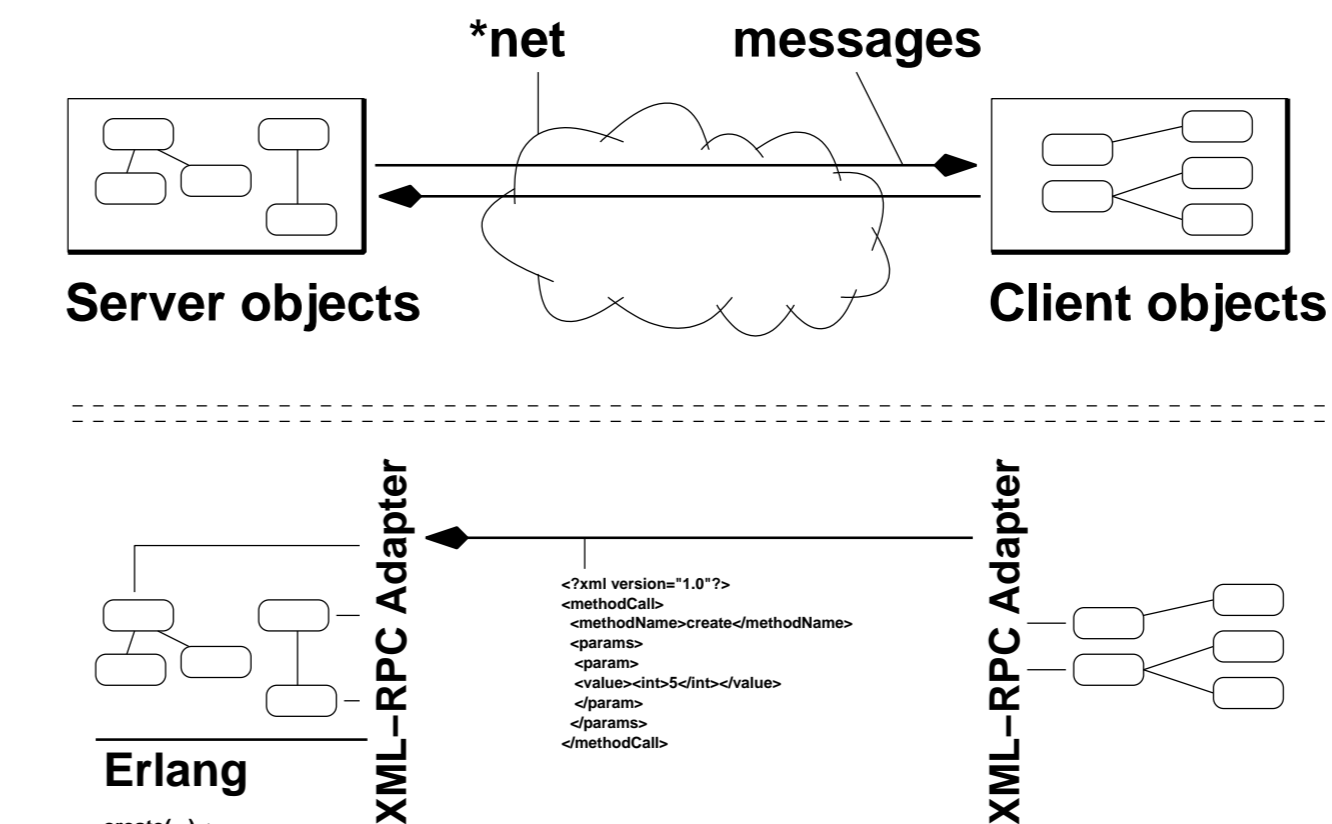 *net
messages
Server objects
Client objects
XML–RPC Adapter
<?xml version="1.0"?>
<methodCall>
<methodName>create</methodName>
<params>
<param>
<value><int>5</int></value>
</param>
</params>
</methodCall>
XML–RPC Adapter
Erlang